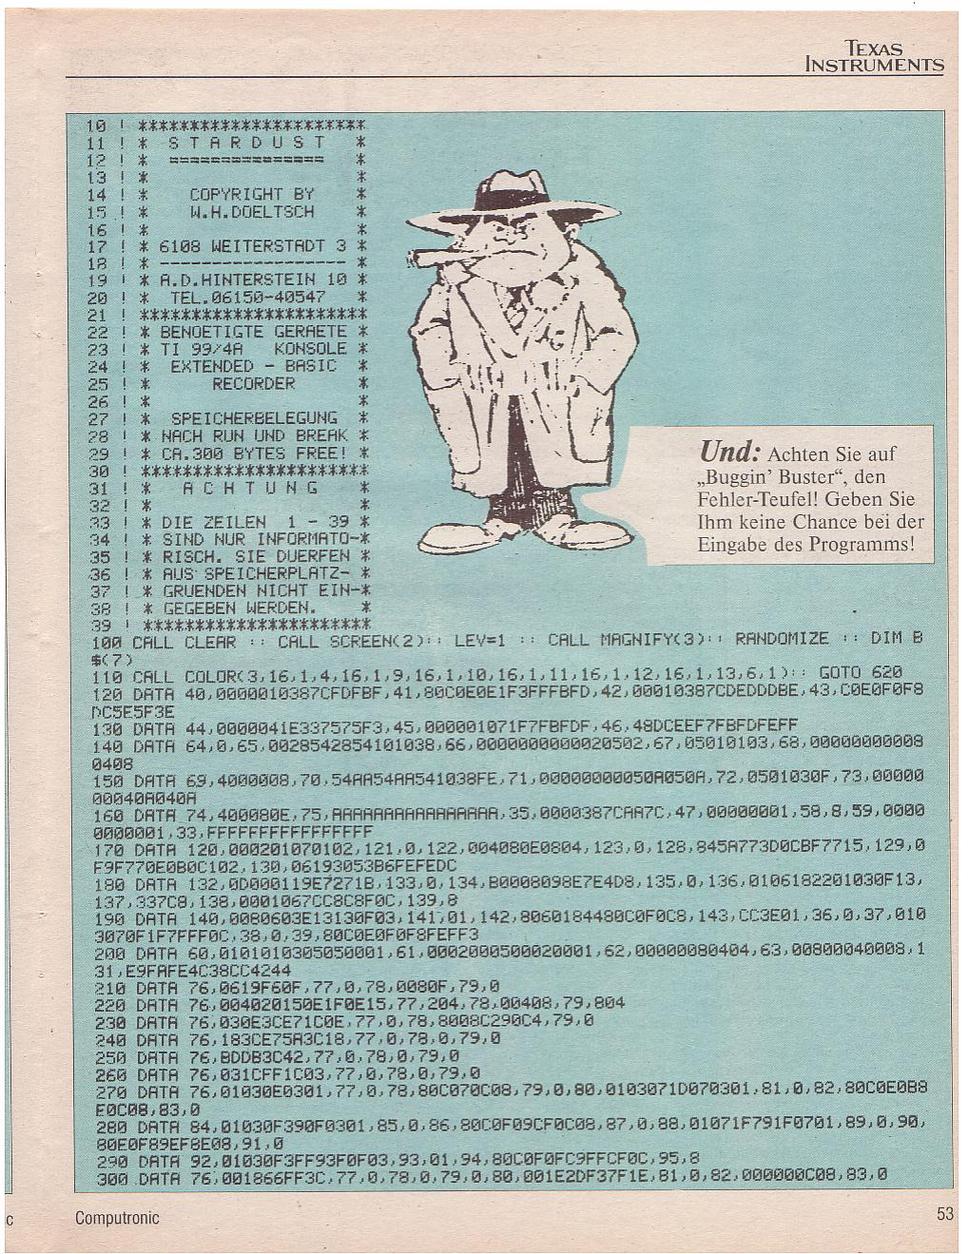 TEXAS
INSTRUMENTS
10 ! **********************
11 ! *  S T A R D U S T   *
12 ! *  ===============   *
13 ! *                    *
14 ! *    COPYRIGHT BY    *
15 ! *    W.H.DOELTSCH    *
16 ! *                    *
17 ! * 6108 WEITERSTADT 3 *
18 ! * ------------------ *
19 ! * A.D.HINTERSTEIN 10 *
20 ! *  TEL.06150-40547   *
21 ! **********************
22 ! * BENOETIGTE GERAETE *
23 ! * TI 99/4A   KONSOLE *
24 ! *  EXTENDED - BASIC  *
25 ! *      RECORDER      *
26 ! *                    *
27 ! *  SPEICHERBELEGUNG  *
28 ! * NACH RUN UND BREAK *
29 ! * CA.300 BYTES FREE! *
30 ! **********************
31 ! *   A C H T U N G    *
32 ! *                    *
33 ! * DIE ZEILEN  1 - 39 *
34 ! * SIND NUR INFORMATO-*
35 ! * RISCH. SIE DUERFEN *
36 ! * AUS SPEICHERPLATZ- *
37 ! * GRUENDEN NICHT EIN-*
38 ! * GEGEBEN WERDEN.    *
39 ! **********************
Und: Achten Sie auf
„Buggin' Buster“, den
Fehler-Teufel! Geben Sie
Ihm keine Chance bei der
Eingabe des Programms!
100 CALL CLEAR :: CALL SCREEN(2):: LEV=1 :: CALL MAGNIFY(3):: RANDOMIZE :: DIM B
$(7)
110 CALL COLOR(3,16,1,4,16,1,9,16,1,10,16,1,11,16,1,12,16,1,13,6,1):: GOTO 620
120 DATA 40,0000010387CFDFBF,41,80C0E0E1F3FFFBFD,42,00010387CDEDDDBE,43,C0E0F0F8
DC5E5F3E
130 DATA 44,0000041E337575F3,45,000001071F7FBFDF,46,48DCEEF7FBFDFEFF
140 DATA 64,0,65,0028542854101038,66,0000000000020502,67,05010103,68,00000000008
0408
150 DATA 69,4000008,70,54AA54AA541038FE,71,00000000050A050A,72,0501030F,73,00000
00040A040A
160 DATA 74,400080E,75,AAAAAAAAAAAAAAAA,35,0000387CAA7C,47,00000001,58,8,59,0000
0000001,33,FFFFFFFFFFFFFFFF
170 DATA 120,000201070102,121,0,122,004080E0804,123,0,128,845A773D0CBF7715,129,0
F9F770E0B0C102,130,06193053B6FEFEDC
180 DATA 132,0D000119E7271B,133,0,134,B0008098E7E4D8,135,0,136,0106182201030F13,
137,337C8,138,0001067CC8C8F0C,139,8
190 DATA 140,0080603E13130F03,141,01,142,8060184480C0F0C8,143,CC3E01,36,0,37,010
3070F1F7FFF0C,38,0,39,80C0E0F0F8FEFF3
200 DATA 60,0101010305050001,61,0002000500020001,62,00000080404,63,00800040008,1
31,E9FAFE4C38CC4244
210 DATA 76,0619F60F,77,0,78,0080F,79,0
220 DATA 76,004020150E1F0E15,77,204,78,00408,79,804
230 DATA 76,030E3CE71C0E,77,0,78,8008C290C4,79,0
240 DATA 76,183CE75A3C18,77,0,78,0,79,0
250 DATA 76,BDDB3C42,77,0,78,0,79,0
260 DATA 76,031CFF1C03,77,0,78,0,79,0
270 DATA 76,01030E0301,77,0,78,80C070C08,79,0,80,0103071D070301,81,0,82,80C0E0B8
E0C08,83,0
280 DATA 84,01030F390F0301,85,0,86,80C0F09CF0C08,87,0,88,01071F791F0701,89,0,90,
80E0F89EF8E08,91,0
290 DATA 92,01030F3FF93F0F03,93,01,94,80C0F0FC9FFCF0C,95,8
300 DATA 76,001866FF3C,77,0,78,0,79,0,80,001E2DF37F1E,81,0,82,000000C08,83,0
c
Computronic
53